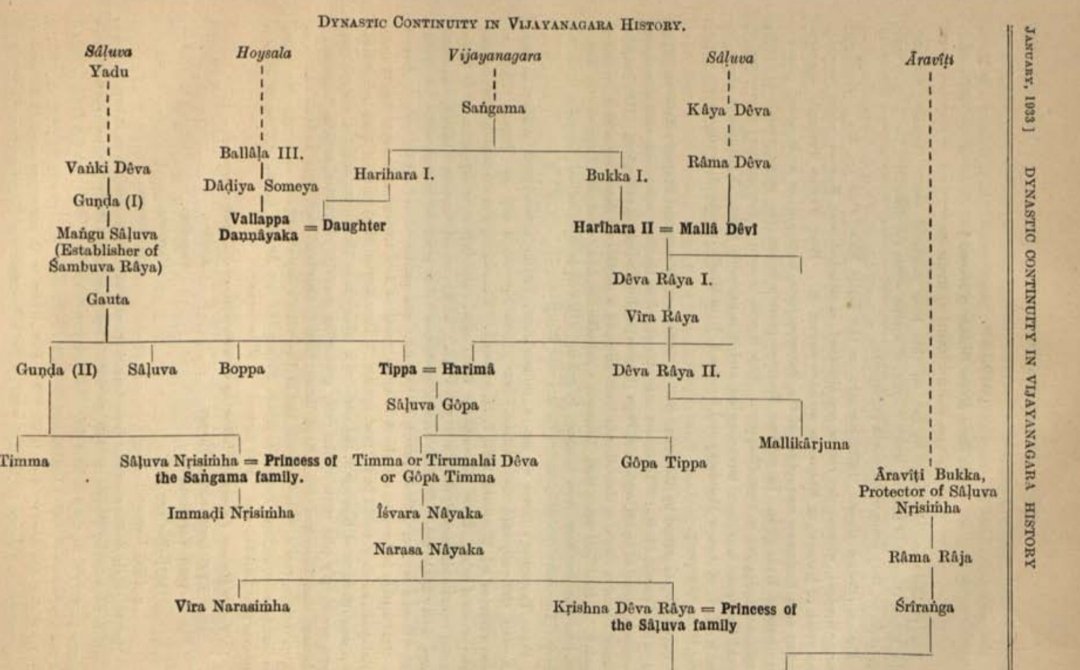 DYNASTIC CONTINUITY IN VIJAYANAGARA HISTORY.
Sâḷuva
Hoysala
Vijayanagara
Sâḷuva
Âravîṭi
Yadu
Saṅgama
Kâya Dêva
Ballâḷa III.
Râma Dêva
Vaṅki Dêva
Harihara I.
Bukka I.
Dâḍiya Someya
Guṇḍa (I)
Vallappa
Daṇṇâyaka = Daughter
Harihara II = Mallâ Dêvî
Maṅgu Sâḷuva
(Establisher of
Śambuva Râya)
Dêva Râya I.
Gauta
Vîra Râya
Guṇḍa (II)
Sâḷuva
Boppa
Tippa = Harimâ
Dêva Râya II.
Sâḷuva Gôpa
Mallikârjuna
Timma
Sâḷuva Nṛisiṁha = Princess of
the Saṅgama family.
Timma or Tirumalai Dêva
or Gôpa Timma
Gôpa Tippa
Âravîṭi Bukka,
Protector of Sâḷuva
Nṛisiṁha
Immaḍi Nṛisiṁha
Îśvara Nâyaka
Narasa Nâyaka
Râma Râja
Vîra Narasiṁha
Kṛishna Dêva Râya = Princess of
the Sâḷuva family
Śrîraṅga
JANUARY, 1933 ] DYNASTIC CONTINUITY IN VIJAYANAGARA HISTORY